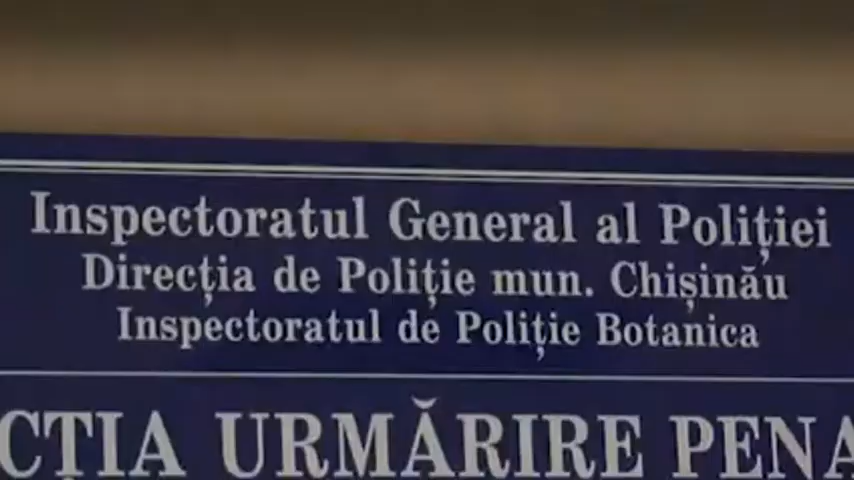 Inspectoratul General al Poliției
Direcția de Poliție mun. Chișinău
Inspectoratul de Poliție Botanica
CȚIA URMĂRIRE PENA